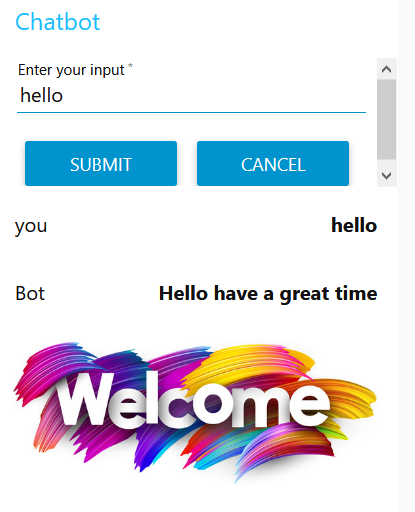 Chatbot
Enter your input *
hello
SUBMIT CANCEL
you hello
Bot Hello have a great time
Welcome